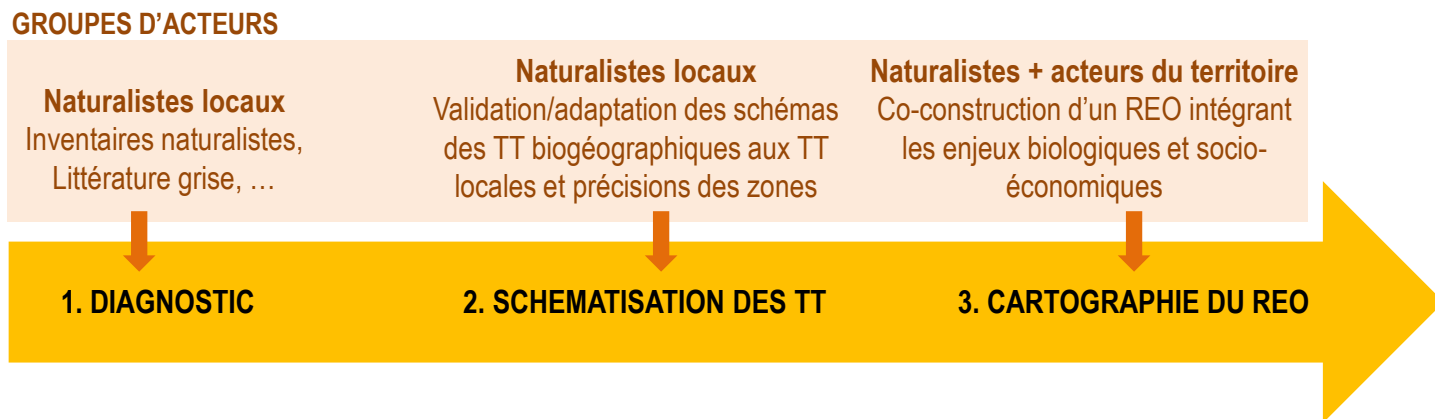 GROUPES D’ACTEURS
Naturalistes locaux
Inventaires naturalistes,
Littérature grise, …
Naturalistes locaux
Validation/adaptation des schémas
des TT biogéographiques aux TT
locales et précisions des zones
Naturalistes + acteurs du territoire
Co-construction d’un REO intégrant
les enjeux biologiques et socio-
économiques
1. DIAGNOSTIC
2. SCHEMATISATION DES TT
3. CARTOGRAPHIE DU REO